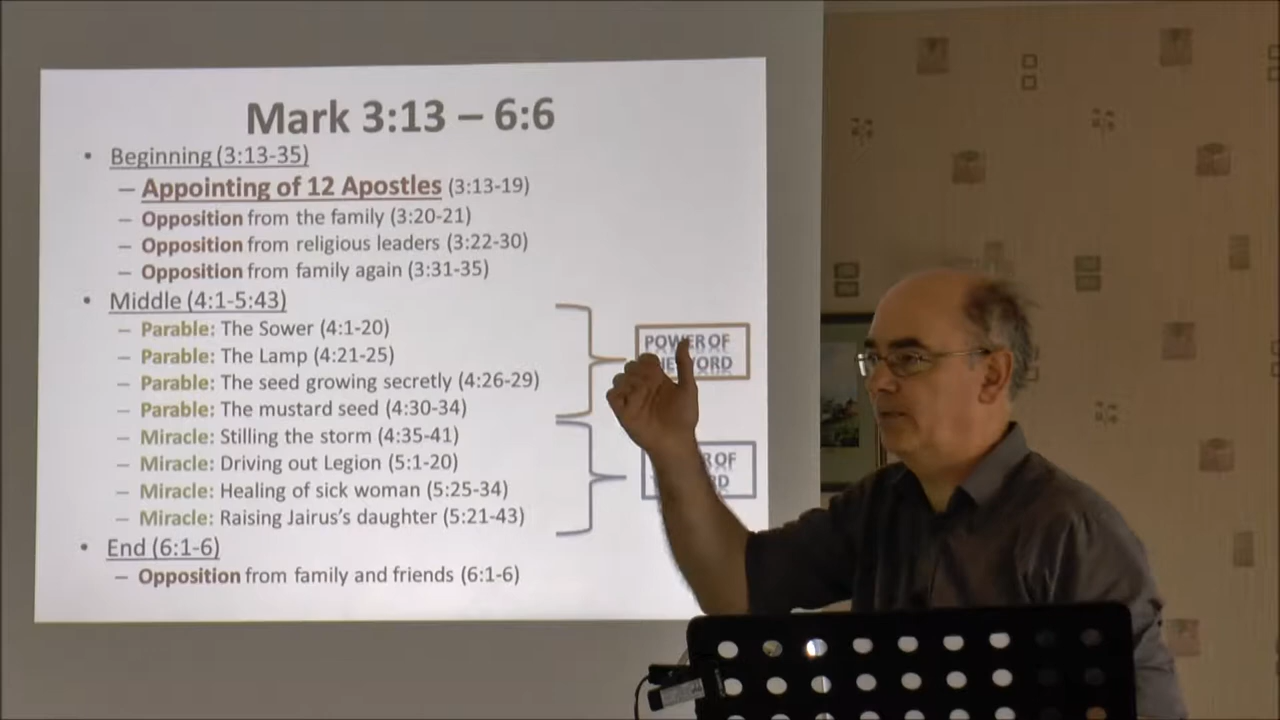 Mark 3:13 – 6:6
• Beginning (3:13-35)
– Appointing of 12 Apostles (3:13-19)
– Opposition from the family (3:20-21)
– Opposition from religious leaders (3:22-30)
– Opposition from family again (3:31-35)
• Middle (4:1-5:43)
– Parable: The Sower (4:1-20)
– Parable: The Lamp (4:21-25)
– Parable: The seed growing secretly (4:26-29)
– Parable: The mustard seed (4:30-34)
– Miracle: Stilling the storm (4:35-41)
– Miracle: Driving out Legion (5:1-20)
– Miracle: Healing of sick woman (5:25-34)
– Miracle: Raising Jairus's daughter (5:21-43)
• End (6:1-6)
– Opposition from family and friends (6:1-6)
POWER OF
WORD
OF